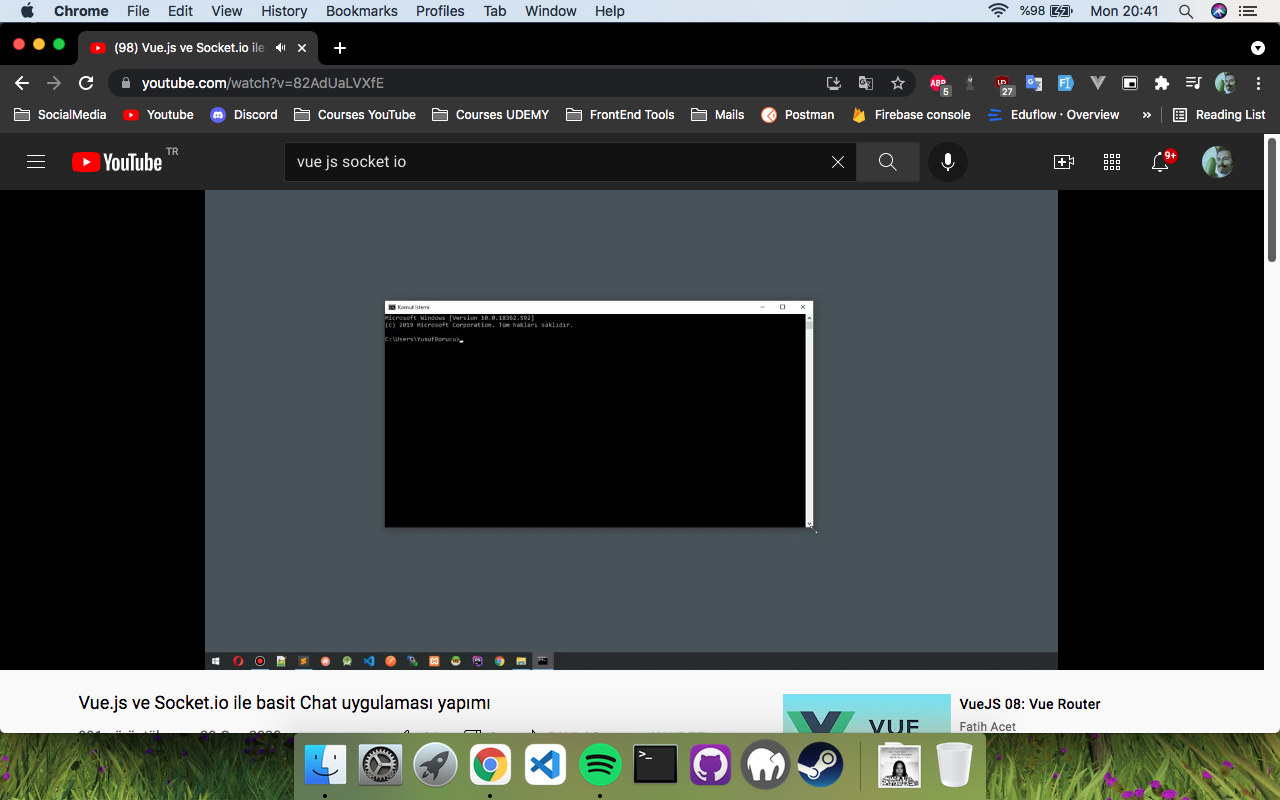 Chrome File Edit View History Bookmarks Profiles Tab Window Help %98 Mon 20:41
(98) Vue.js ve Socket.io ile
youtube.com/watch?v=82AdUaLVXfE ABP 5 27
SocialMedia Youtube Discord Courses YouTube Courses UDEMY FrontEnd Tools Mails Postman Firebase console Eduflow · Overview » Reading List
YouTube TR vue js socket io 9+
Komut İstemi
Microsoft Windows [Version 10.0.18362.592]
(c) 2019 Microsoft Corporation. Tüm hakları saklıdır.
C:\Users\YusufBorucu>
Vue.js ve Socket.io ile basit Chat uygulaması yapımı
VueJS 08: Vue Router
VUE
Fatih Acet